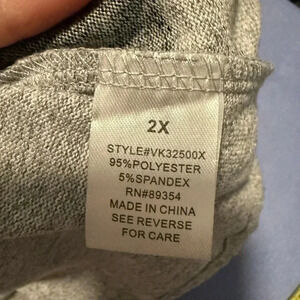 2X
STYLE#VK32500X
95%POLYESTER
5%SPANDEX
RN#89354
MADE IN CHINA
SEE REVERSE
FOR CARE